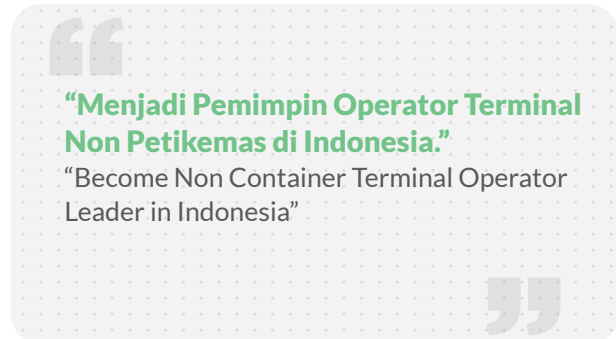 “Menjadi Pemimpin Operator Terminal
Non Petikemas di Indonesia.”
“Become Non Container Terminal Operator
Leader in Indonesia”